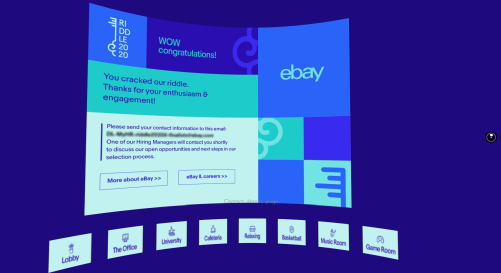 RI
DD
LE
20
20
WOW
congratulations!
ebay
You cracked our riddle.
Thanks for your enthusiasm &
engagement!
Please send your contact information to this email:
One of our Hiring Managers will contact you shortly
to discuss our open opportunities and next steps in our
selection process.
More about eBay >>
eBay IL careers >>
Lobby
The Office
University
Cafeteria
Relaxing
Basketball
Music Room
Game Room